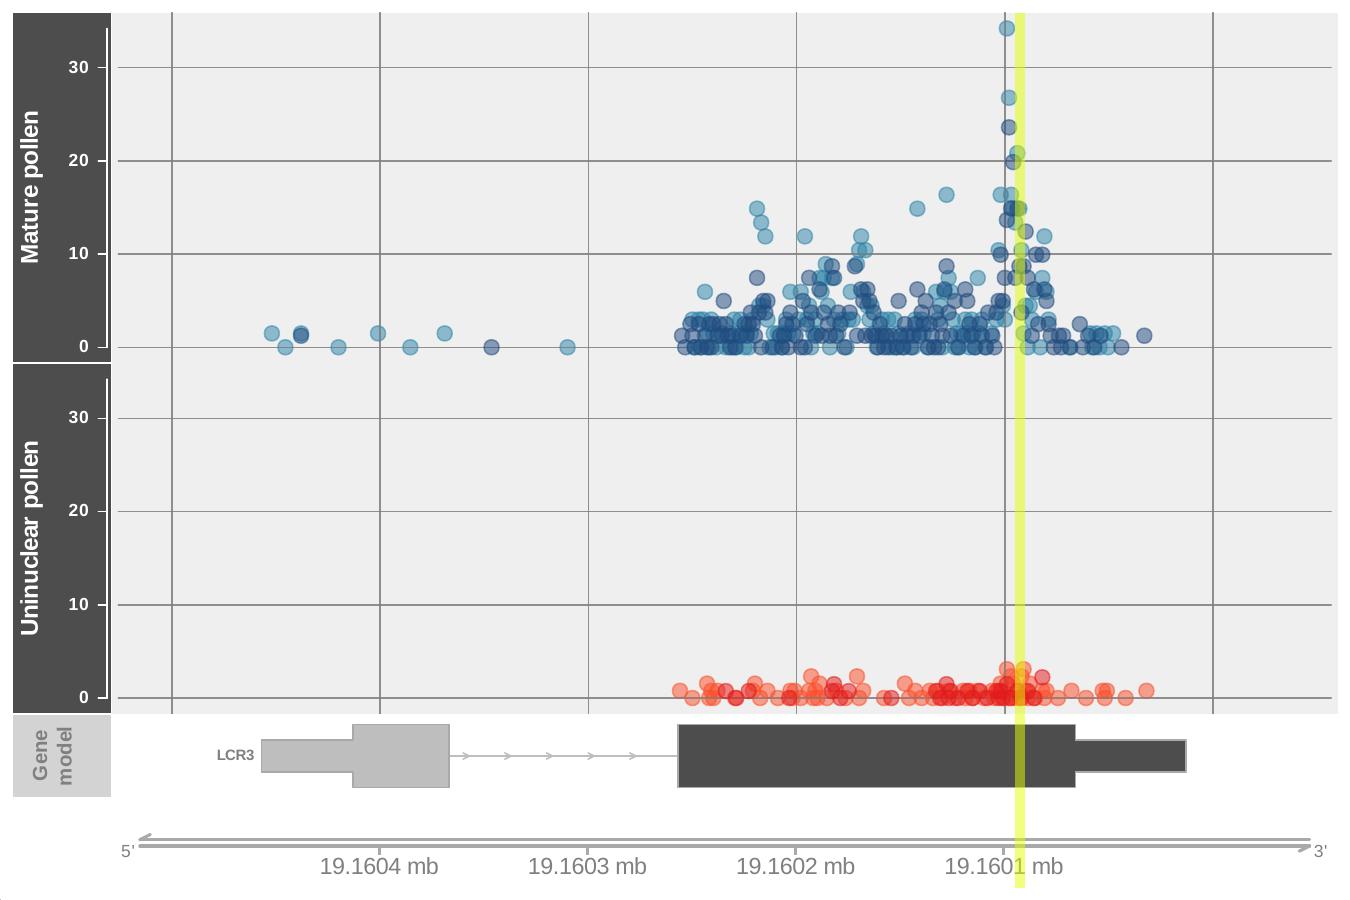 Mature pollen
30
20
10
0
Uninuclear pollen
30
20
10
0
Gene
model
LCR3
5'
3'
19.1604 mb
19.1603 mb
19.1602 mb
19.1601 mb